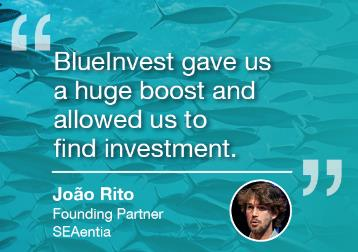 “
BlueInvest gave us
a huge boost and
allowed us to
find investment.
”
João Rito
Founding Partner
SEAentia